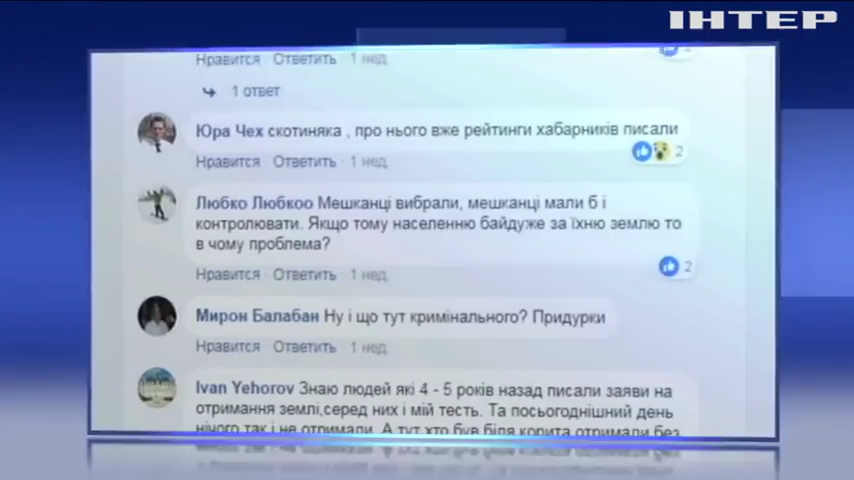 ІНТЕР
Нравится · Ответить · 1 нед.
1 ответ
Юра Чех скотиняка , про нього вже рейтинги хабарників писали
2
Нравится · Ответить · 1 нед.
Любко Любкоо Мешканці вибрали, мешканці мали б і
контролювати. Якщо тому населенню байдуже за їхню землю то
в чому проблема?
Нравится · Ответить · 1 нед.
2
Мирон Балабан Ну і що тут кримінального? Придурки
Нравится · Ответить · 1 нед.
Ivan Yehorov Знаю людей які 4 - 5 років назад писали заяви на
отримання землі,серед них і мій тесть. Та посьогоднішний день
нічого так і не отримали. А тут хто був біля корита отримали без